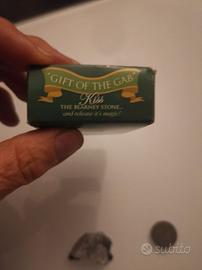 "GIFT OF THE GAB"
Kiss
THE BLARNEY STONE...
and release it's magic!
subito